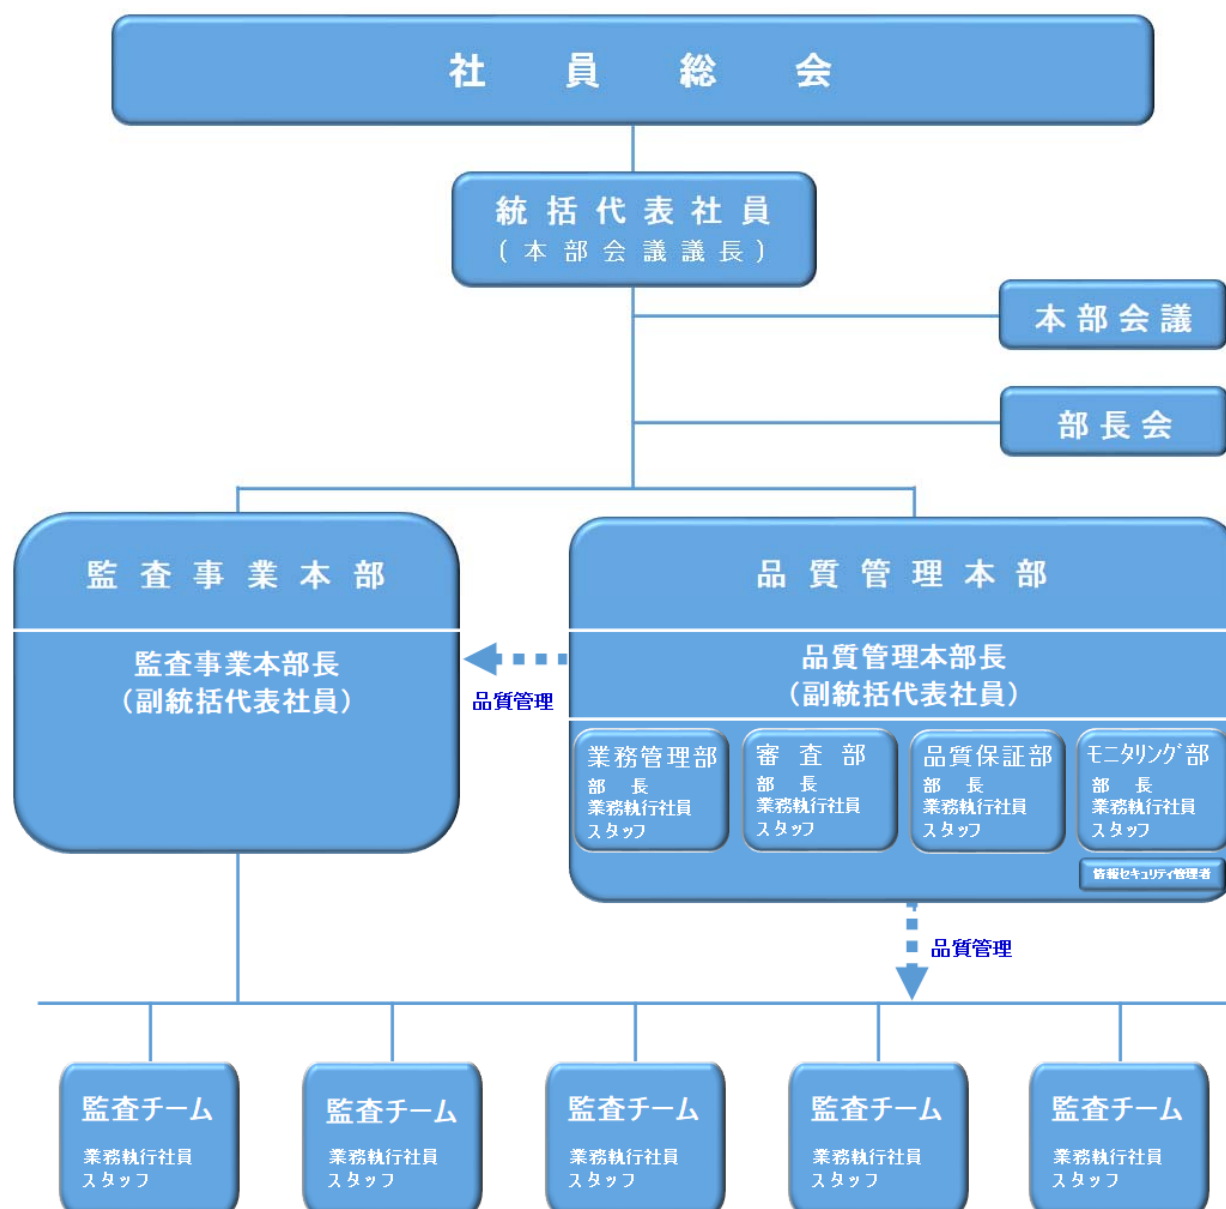 社員総会
統括代表社員
(本部会議議長)
本部会議
部長会
監査事業本部
監査事業本部長
(副統括代表社員)
品質管理
品質管理本部
品質管理本部長
(副統括代表社員)
業務管理部
部長
業務執行社員
スタッフ
審査部
部長
業務執行社員
スタッフ
品質保証部
部長
業務執行社員
スタッフ
ﾓﾆﾀﾘﾝｸﾞ部
部長
業務執行社員
スタッフ
情報ｾｷｭﾘﾃｨ管理者
品質管理
監査チーム
業務執行社員
スタッフ
監査チーム
業務執行社員
スタッフ
監査チーム
業務執行社員
スタッフ
監査チーム
業務執行社員
スタッフ
監査チーム
業務執行社員
スタッフ